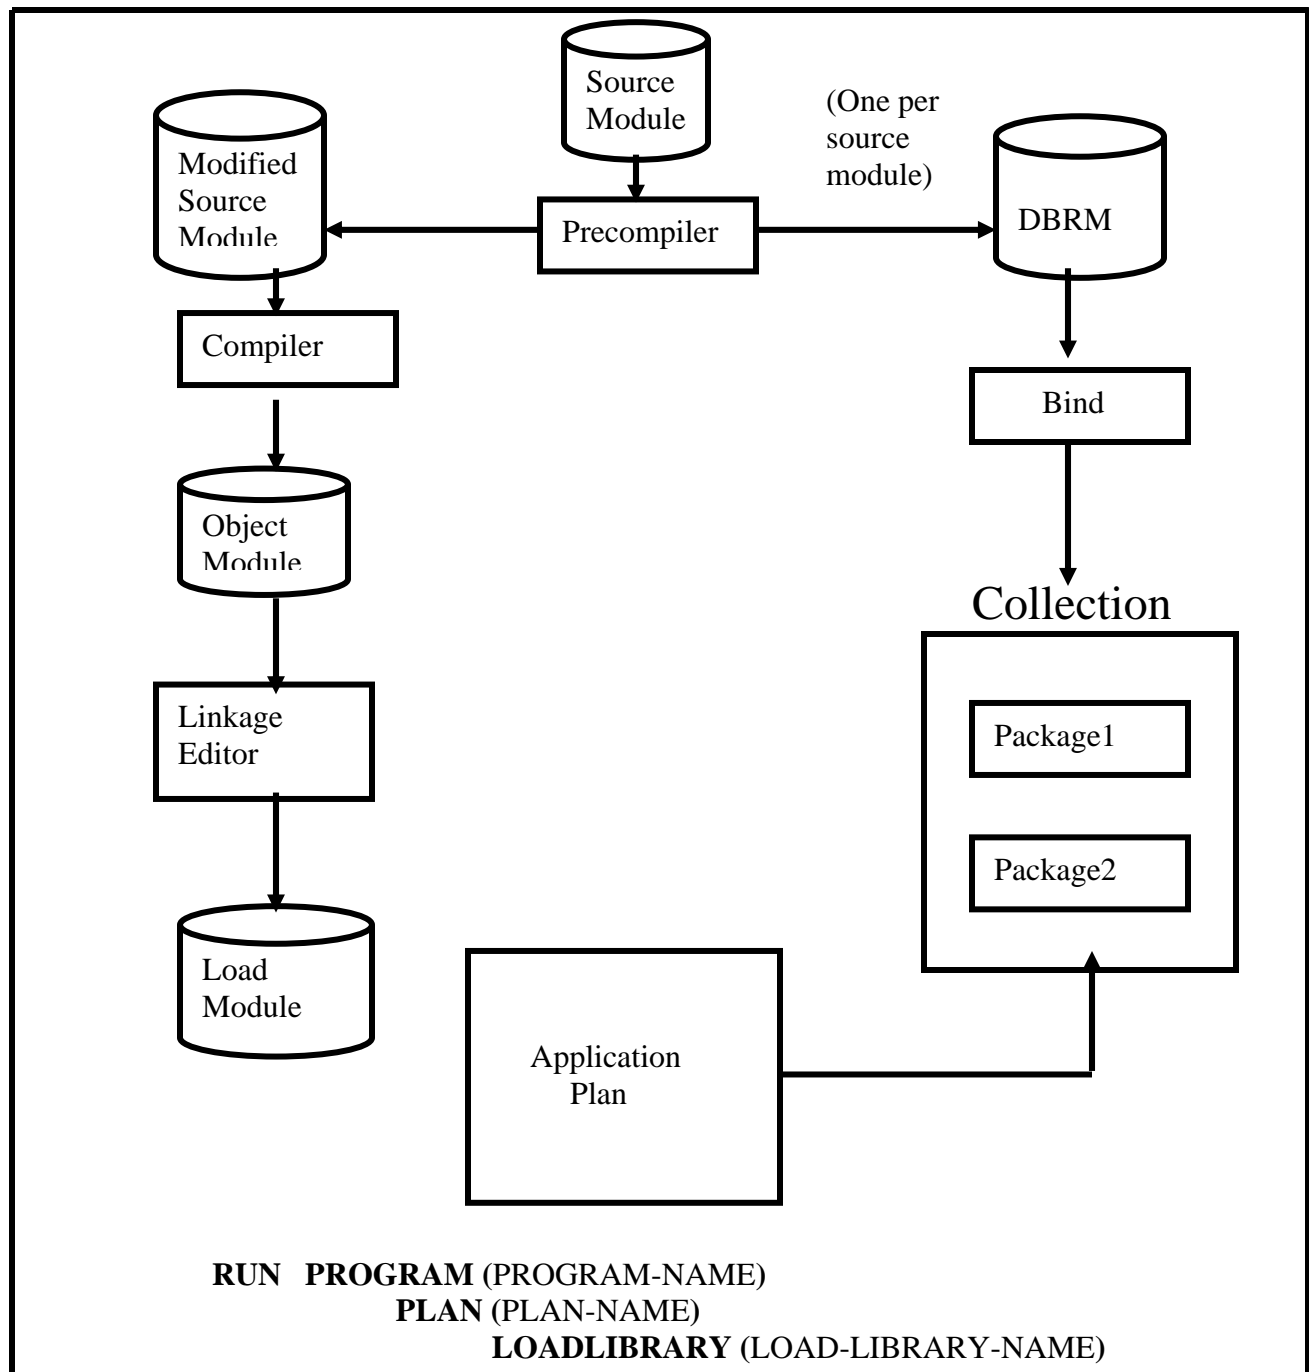 Source
Module
(One per
source
module)
Modified
Source
Module
Precompiler
DBRM
Compiler
Bind
Object
Module
Collection
Linkage
Editor
Package1
Package2
Load
Module
Application
Plan
RUN PROGRAM (PROGRAM-NAME)
PLAN (PLAN-NAME)
LOADLIBRARY (LOAD-LIBRARY-NAME)